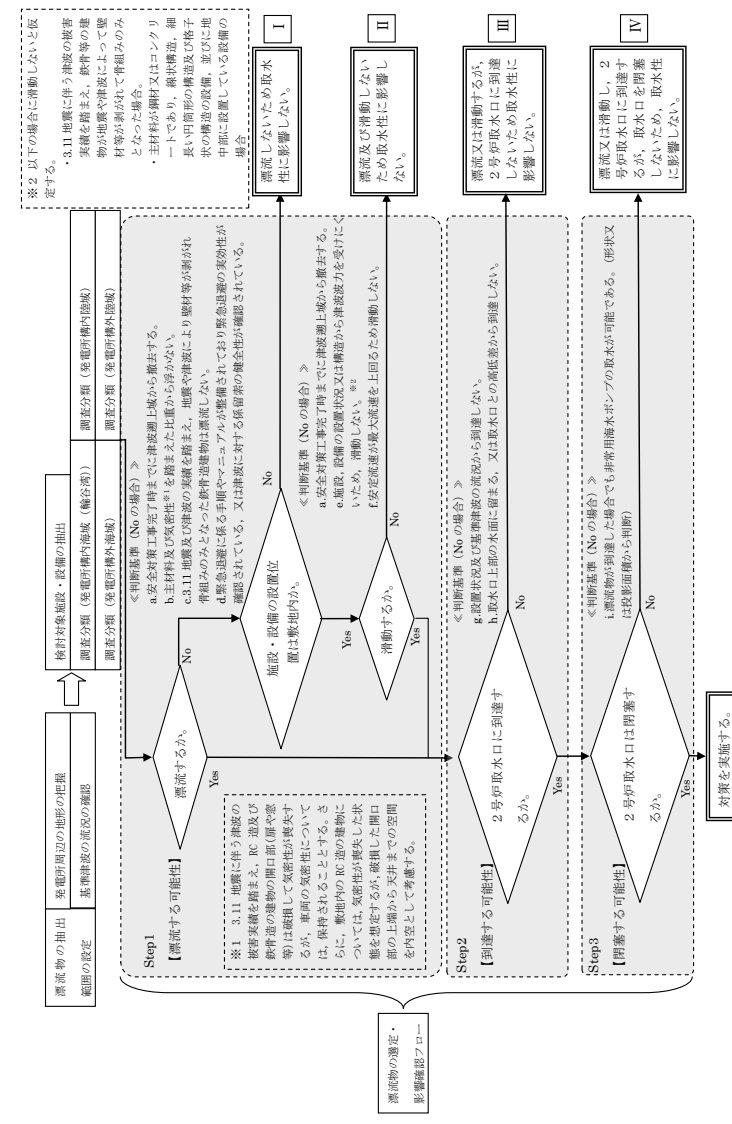 漂流物の抽出
範囲の設定
発電所周辺の地形の把握
基準津波の流況の確認
検討対象施設・設備の抽出
調査分類（発電所構内海域（輪谷湾））
調査分類（発電所構内陸域）
調査分類（発電所構外海域）
調査分類（発電所構外陸域）
※2 以下の場合に滑動しないと仮
定する。
・3.11 地震に伴う津波の被害
実績を踏まえ，鉄骨等の建
物が地震や津波によって壁
材等が剥がれて骨組みのみ
となった場合。
・主材料が鋼材又はコンクリ
ートであり，線状構造，細
長い円筒形の構造及び格子
状の構造の設備，並びに地
中部に設置している設備の
場合
漂流物の選定・
影響確認フロー
Step1
【漂流する可能性】
漂流するか。
No
Yes
≪判断基準（No の場合）≫
a.安全対策工事完了時までに津波遡上域から撤去する。
b.主材料及び気密性※1を踏まえた比重から浮かない。
c.3.11 地震及び津波の実績を踏まえ，地震や津波により壁材等が剥がれ
骨組みのみとなった鉄骨造建物は漂流しない。
d.緊急退避に係る手順やマニュアルが整備されており緊急退避の実効性が
確認されている，又は津波に対する係留索の健全性が確認されている。
※1 3.11 地震に伴う津波の
被害実績を踏まえ，RC 造及び
鉄骨造の建物の開口部(扉や窓
等)は破損して気密性が喪失す
るが，車両の気密性について
は，保持されることとする。さ
らに，敷地内の RC 造の建物に
ついては,気密性が喪失した状
態を想定するが,破損した開口
部の上端から天井までの空間
を内空として考慮する。
施設・設備の設置位
置は敷地内か。
No
Yes
漂流しないため取水
性に影響しない。
Ⅰ
≪判断基準（No の場合）≫
a.安全対策工事完了時までに津波遡上域から撤去する。
e.施設,設備の設置状況又は構造から津波波力を受けにく
いため，滑動しない。※2
f.安定流速が最大流速を上回るため滑動しない。
滑動するか。
No
Yes
漂流及び滑動しない
ため取水性に影響し
ない。
Ⅱ
Step2
【到達する可能性】
≪判断基準（No の場合）≫
g.設置状況及び基準津波の流況から到達しない。
h.取水口上部の水面に留まる，又は取水口との高低差から到達しない。
2 号炉取水口に到達す
るか。
No
Yes
漂流又は滑動するが，
2 号炉取水口に到達
しないため取水性に
影響しない。
Ⅲ
Step3
【閉塞する可能性】
≪判断基準（No の場合）≫
i.漂流物が到達した場合でも非常用海水ポンプの取水が可能である。（形状又
は投影面積から判断）
2 号炉取水口は閉塞す
るか。
No
Yes
漂流又は滑動し，2
号炉取水口に到達す
るが，取水口を閉塞
しないため，取水性
に影響しない。
Ⅳ
対策を実施する。